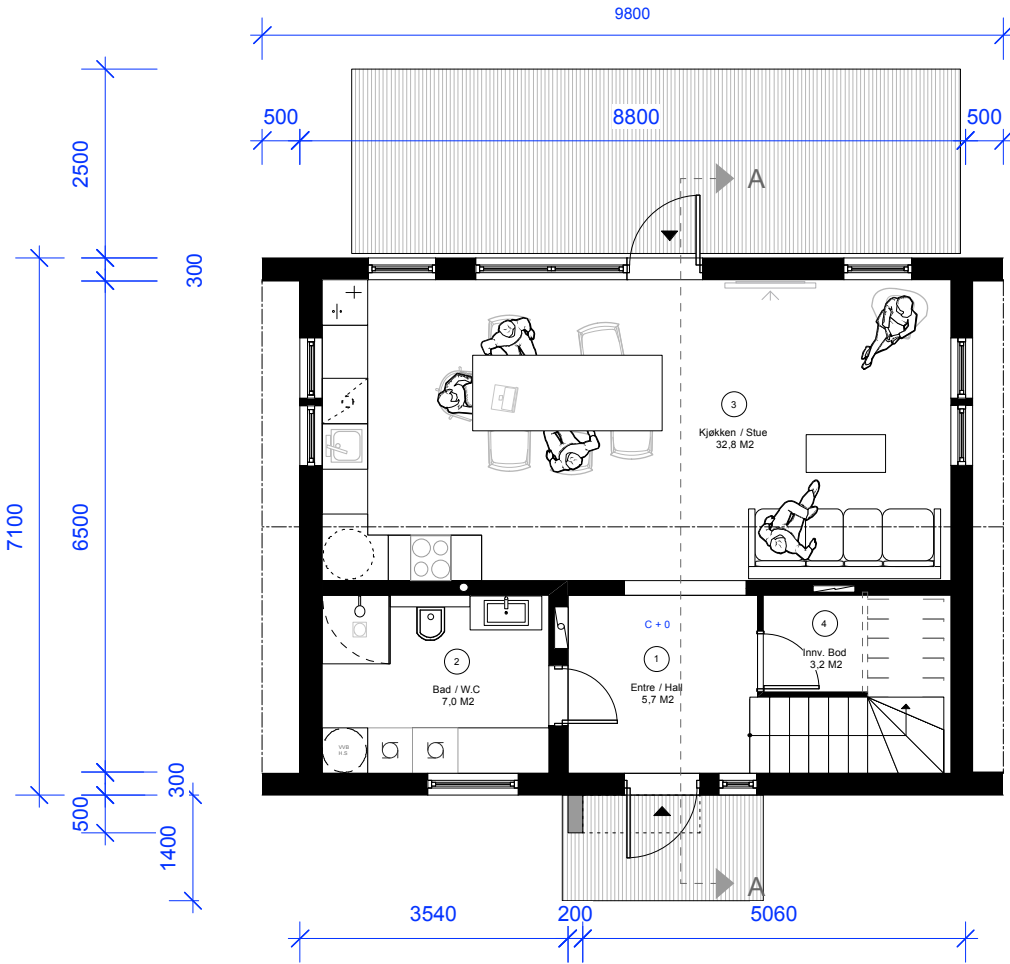 9800
500
8800
500
2500
A
300
3
Kjøkken / Stue
32,8 M2
7100
6500
C + 0
4
Innv. Bod
3,2 M2
1
Entre / Hall
5,7 M2
2
Bad / W.C
7,0 M2
VVB
H.S
300
500
1400
A
3540
200
5060